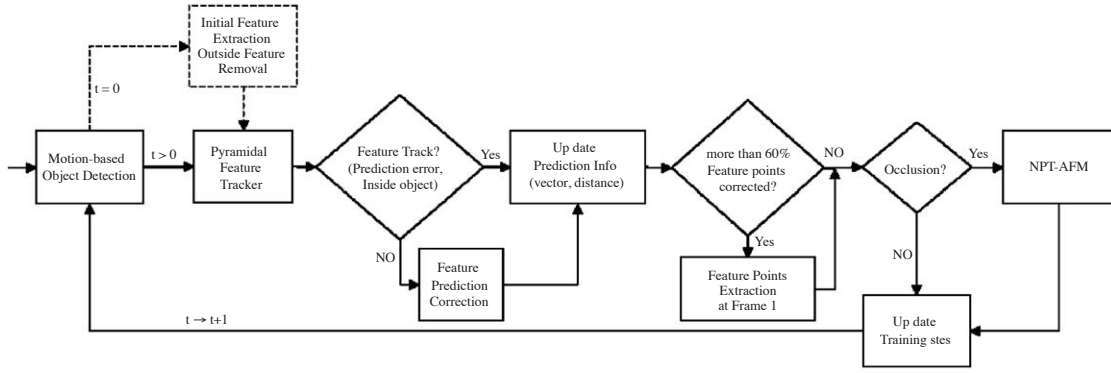 Initial Feature
Extraction
Outside Feature
Removal
t = 0
Motion-based
Object Detection
t > 0
Pyramidal
Feature
Tracker
Feature Track?
(Prediction error,
Inside object)
Yes
NO
Feature
Prediction
Correction
Up date
Prediction Info
(vector, distance)
more than 60%
Feature points
corrected?
NO
Yes
Feature Points
Extraction
at Frame 1
Occlusion?
Yes
NO
NPT-AFM
Up date
Training stes
t → t+1